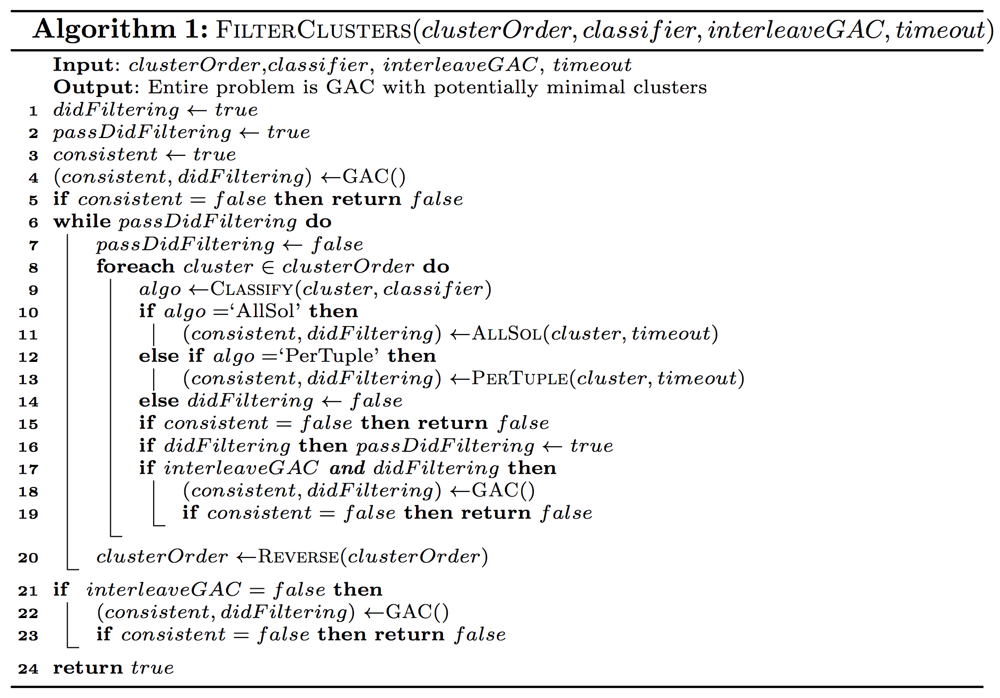 Algorithm 1: FILTERCLUSTERS(clusterOrder, classifier, interleaveGAC, timeout)
Input: clusterOrder,classifier, interleaveGAC, timeout
Output: Entire problem is GAC with potentially minimal clusters
1 didFiltering ← true
2 passDidFiltering ← true
3 consistent ← true
4 (consistent, didFiltering) ←GAC()
5 if consistent = false then return false
6 while passDidFiltering do
7 passDidFiltering ← false
8 foreach cluster ∈ clusterOrder do
9 algo ←CLASSIFY(cluster, classifier)
10 if algo =‘AllSol’ then
11 (consistent, didFiltering) ←ALLSOL(cluster, timeout)
12 else if algo =‘PerTuple’ then
13 (consistent, didFiltering) ←PERTUPLE(cluster, timeout)
14 else didFiltering ← false
15 if consistent = false then return false
16 if didFiltering then passDidFiltering ← true
17 if interleaveGAC and didFiltering then
18 (consistent, didFiltering) ←GAC()
19 if consistent = false then return false
20 clusterOrder ←REVERSE(clusterOrder)
21 if interleaveGAC = false then
22 (consistent, didFiltering) ←GAC()
23 if consistent = false then return false
24 return true